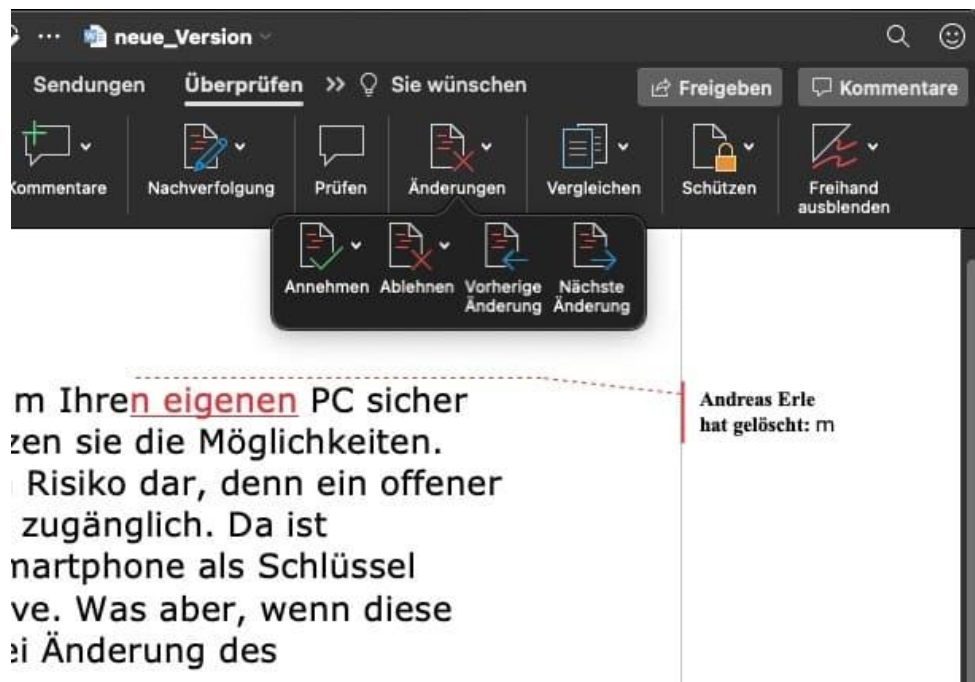 ··· neue_Version
Sendungen Überprüfen >> Sie wünschen Freigeben Kommentare
Kommentare Nachverfolgung Prüfen Änderungen Vergleichen Schützen Freihand
ausblenden
Annehmen Ablehnen Vorherige Nächste
Änderung Änderung
m Ihren eigenen PC sicher
zen sie die Möglichkeiten.
Risiko dar, denn ein offener
zugänglich. Da ist
martphone als Schlüssel
ve. Was aber, wenn diese
ei Änderung des
Andreas Erle
hat gelöscht: m